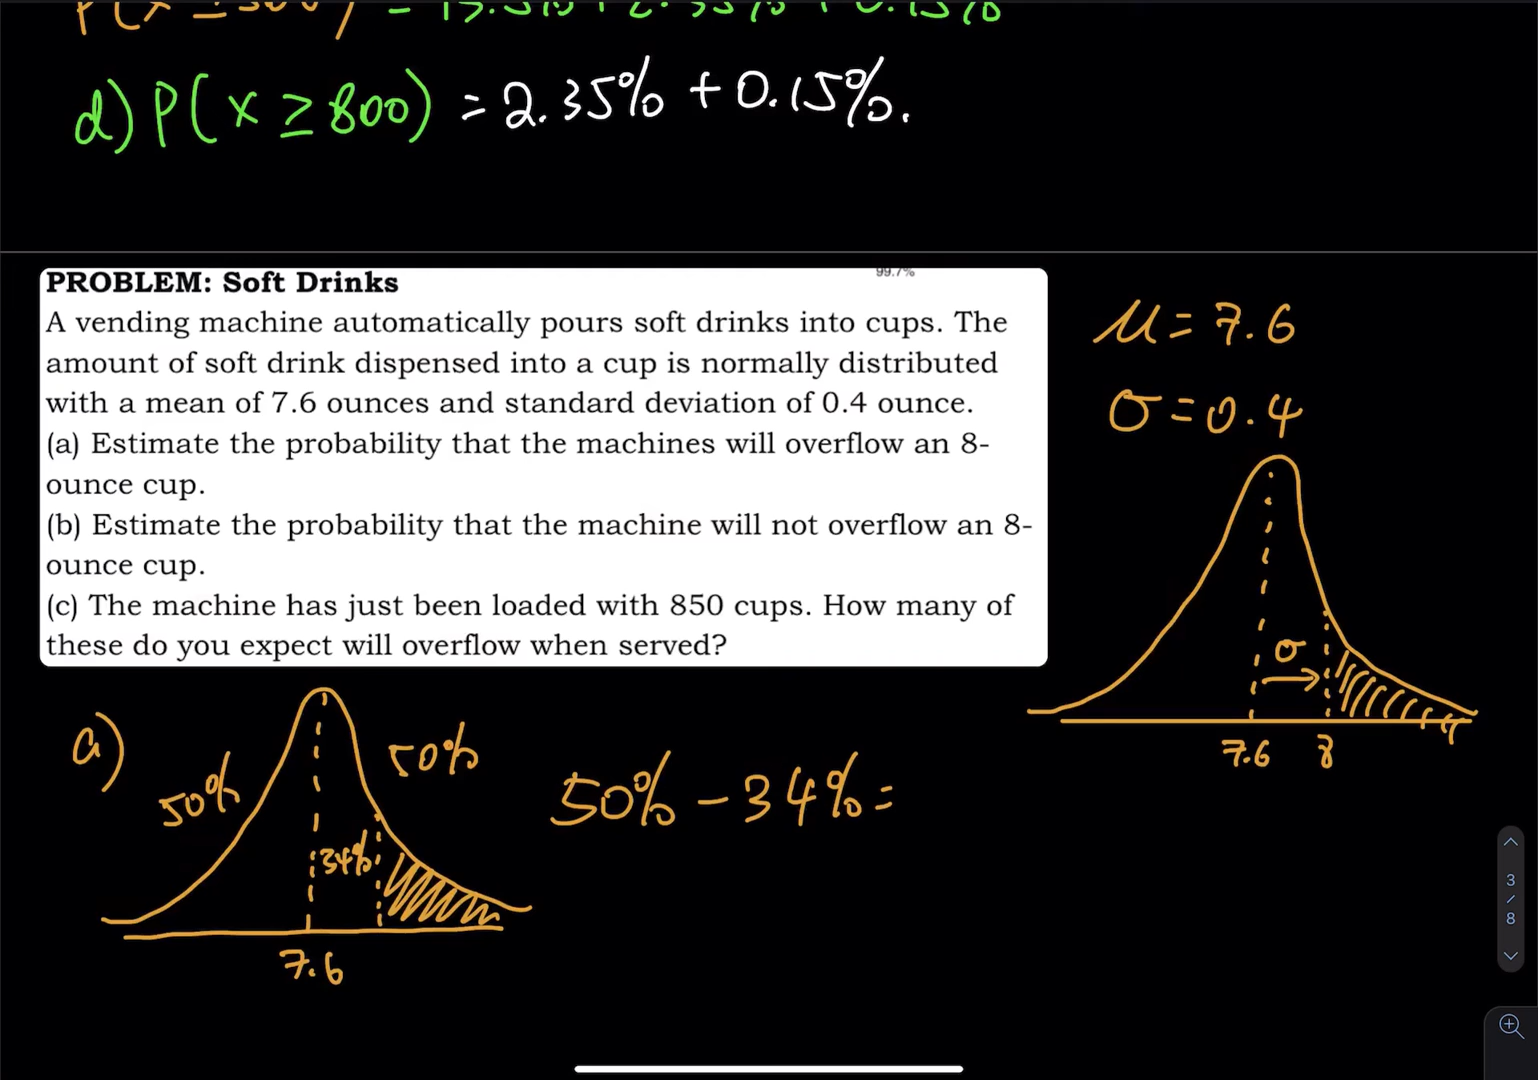 d) P(x ≥ 800) = 2.35% + 0.15%.
99.7%
PROBLEM: Soft Drinks
A vending machine automatically pours soft drinks into cups. The
amount of soft drink dispensed into a cup is normally distributed
with a mean of 7.6 ounces and standard deviation of 0.4 ounce.
(a) Estimate the probability that the machines will overflow an 8-
ounce cup.
(b) Estimate the probability that the machine will not overflow an 8-
ounce cup.
(c) The machine has just been loaded with 850 cups. How many of
these do you expect will overflow when served?
μ = 7.6
σ = 0.4
σ
7.6 8
a)
50%
50%
34%
7.6
50% - 34% =
3
/
8